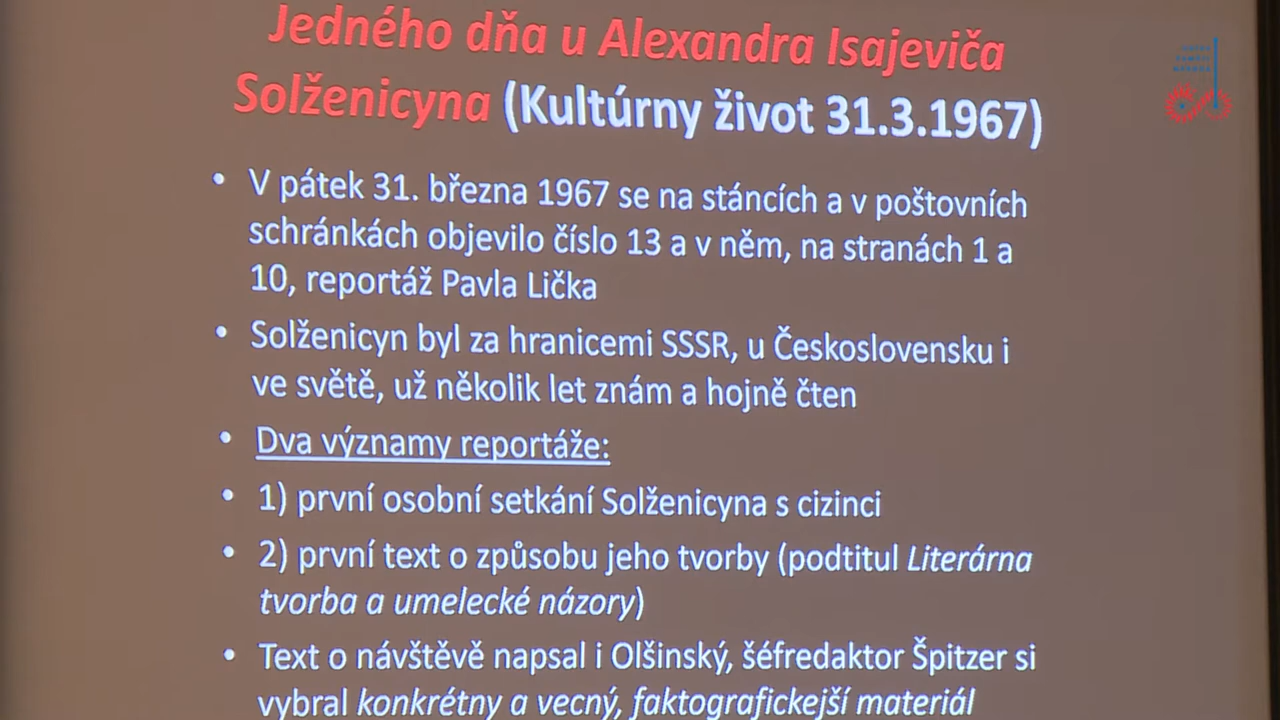 Jedného dňa u Alexandra Isajeviča
Solženicyna (Kultúrny život 31.3.1967)
• V pátek 31. března 1967 se na stáncích a v poštovních
schránkách objevilo číslo 13 a v něm, na stranách 1 a
10, reportáž Pavla Lička
• Solženicyn byl za hranicemi SSSR, u Československu i
ve světě, už několik let znám a hojně čten
• Dva významy reportáže:
• 1) první osobní setkání Solženicyna s cizinci
• 2) první text o způsobu jeho tvorby (podtitul Literárna
tvorba a umelecké názory)
• Text o návštěvě napsal i Olšinský, šéfredaktor Špitzer si
vybral konkrétny a vecný, faktografickejší materiál